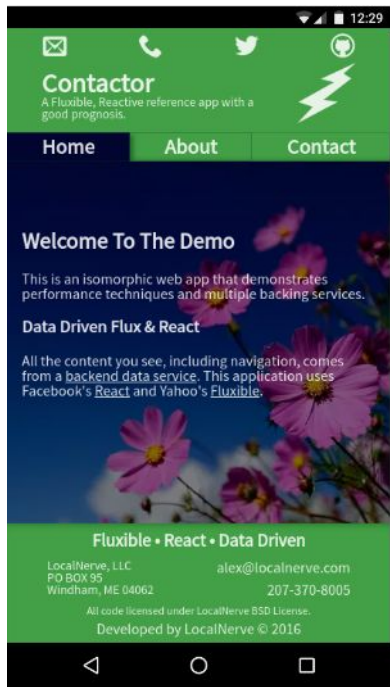 12:29
Contactor
A Fluxible, Reactive reference app with a
good prognosis.
Home About Contact
Welcome To The Demo
This is an isomorphic web app that demonstrates
performance techniques and multiple backing services.
Data Driven Flux & React
All the content you see, including navigation, comes
from a backend data service. This application uses
Facebook's React and Yahoo's Fluxible.
Fluxible • React • Data Driven
LocalNerve, LLC
PO BOX 95
Windham, ME 04062
alex@localnerve.com
207-370-8005
All code licensed under LocalNerve BSD License.
Developed by LocalNerve © 2016